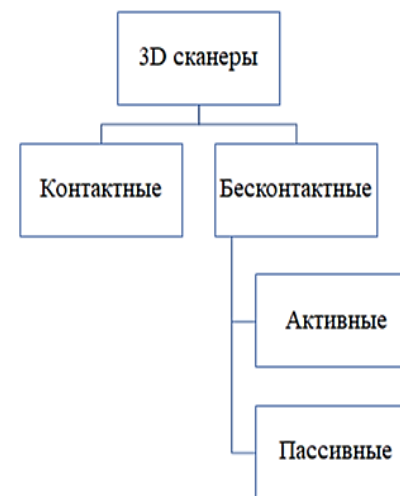 3D сканеры
Контактные
Бесконтактные
Активные
Пассивные